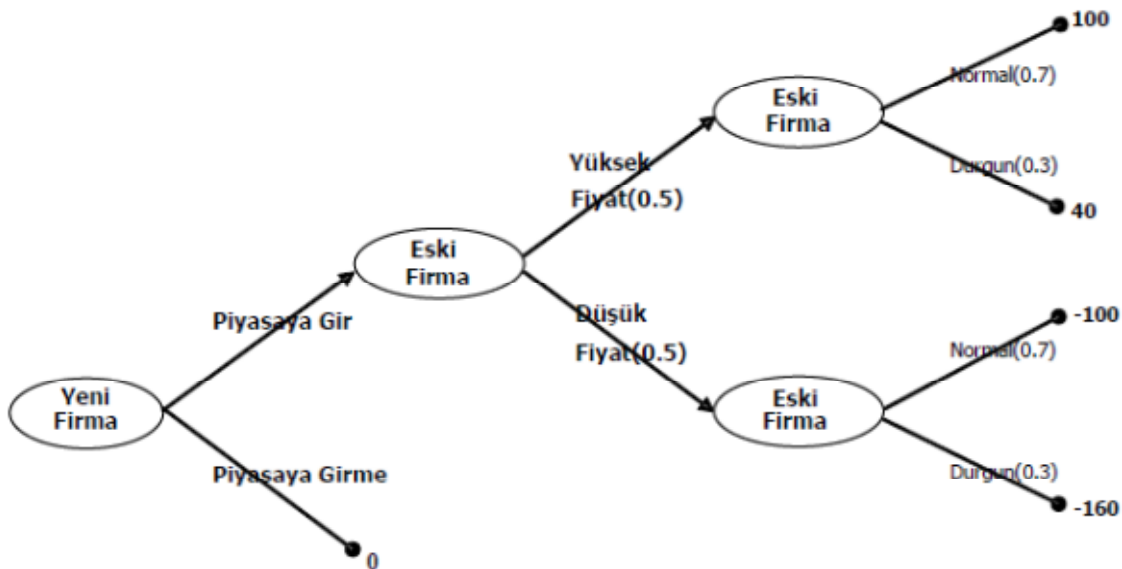 100
Normal(0.7)
Eski
Firma
Yüksek
Fiyat(0.5)
Durgun(0.3)
40
Eski
Firma
Piyasaya Gir
Düşük
Fiyat(0.5)
-100
Normal(0.7)
Yeni
Firma
Eski
Firma
Piyasaya Girme
Durgun(0.3)
-160
0